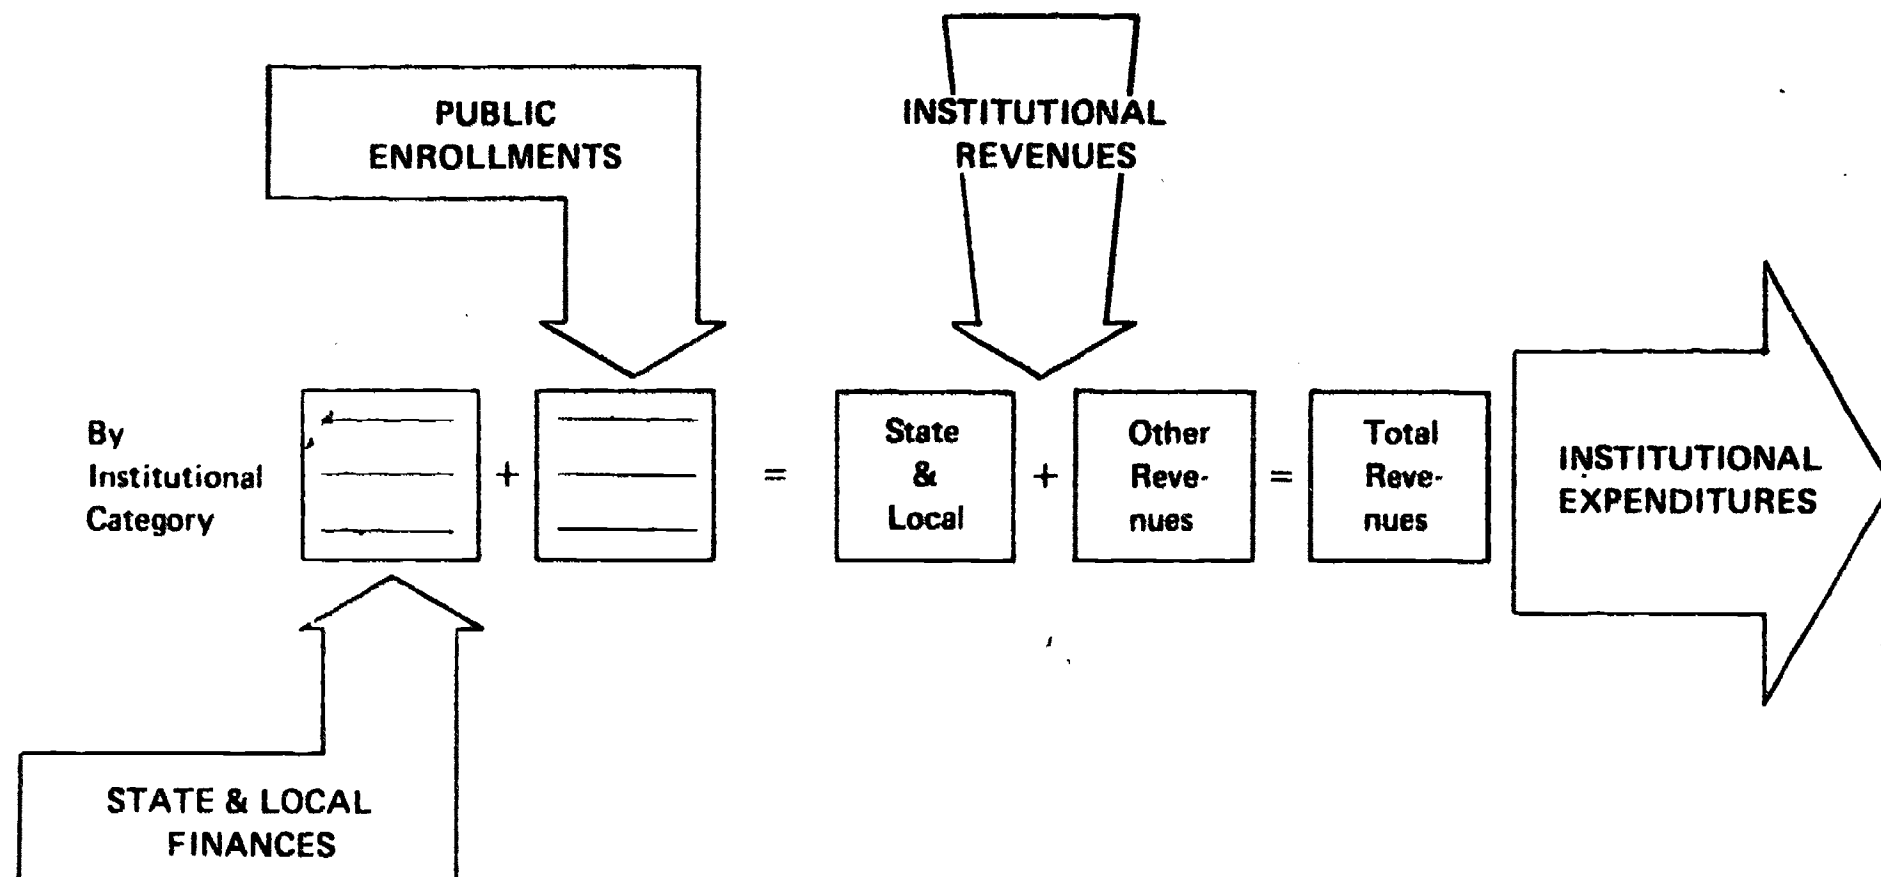 PUBLIC
ENROLLMENTS
INSTITUTIONAL
REVENUES
By
Institutional
Category
+
=
State
&
Local
+
Other
Reve-
nues
=
Total
Reve-
nues
INSTITUTIONAL
EXPENDITURES
STATE & LOCAL
FINANCES